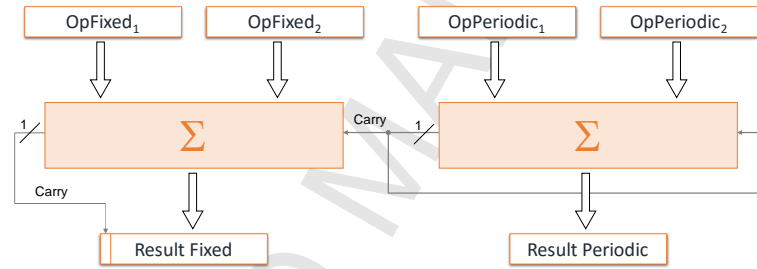 OpFixed₁ OpFixed₂ OpPeriodic₁ OpPeriodic₂
1 Σ Carry 1 Σ
Carry
Result Fixed Result Periodic